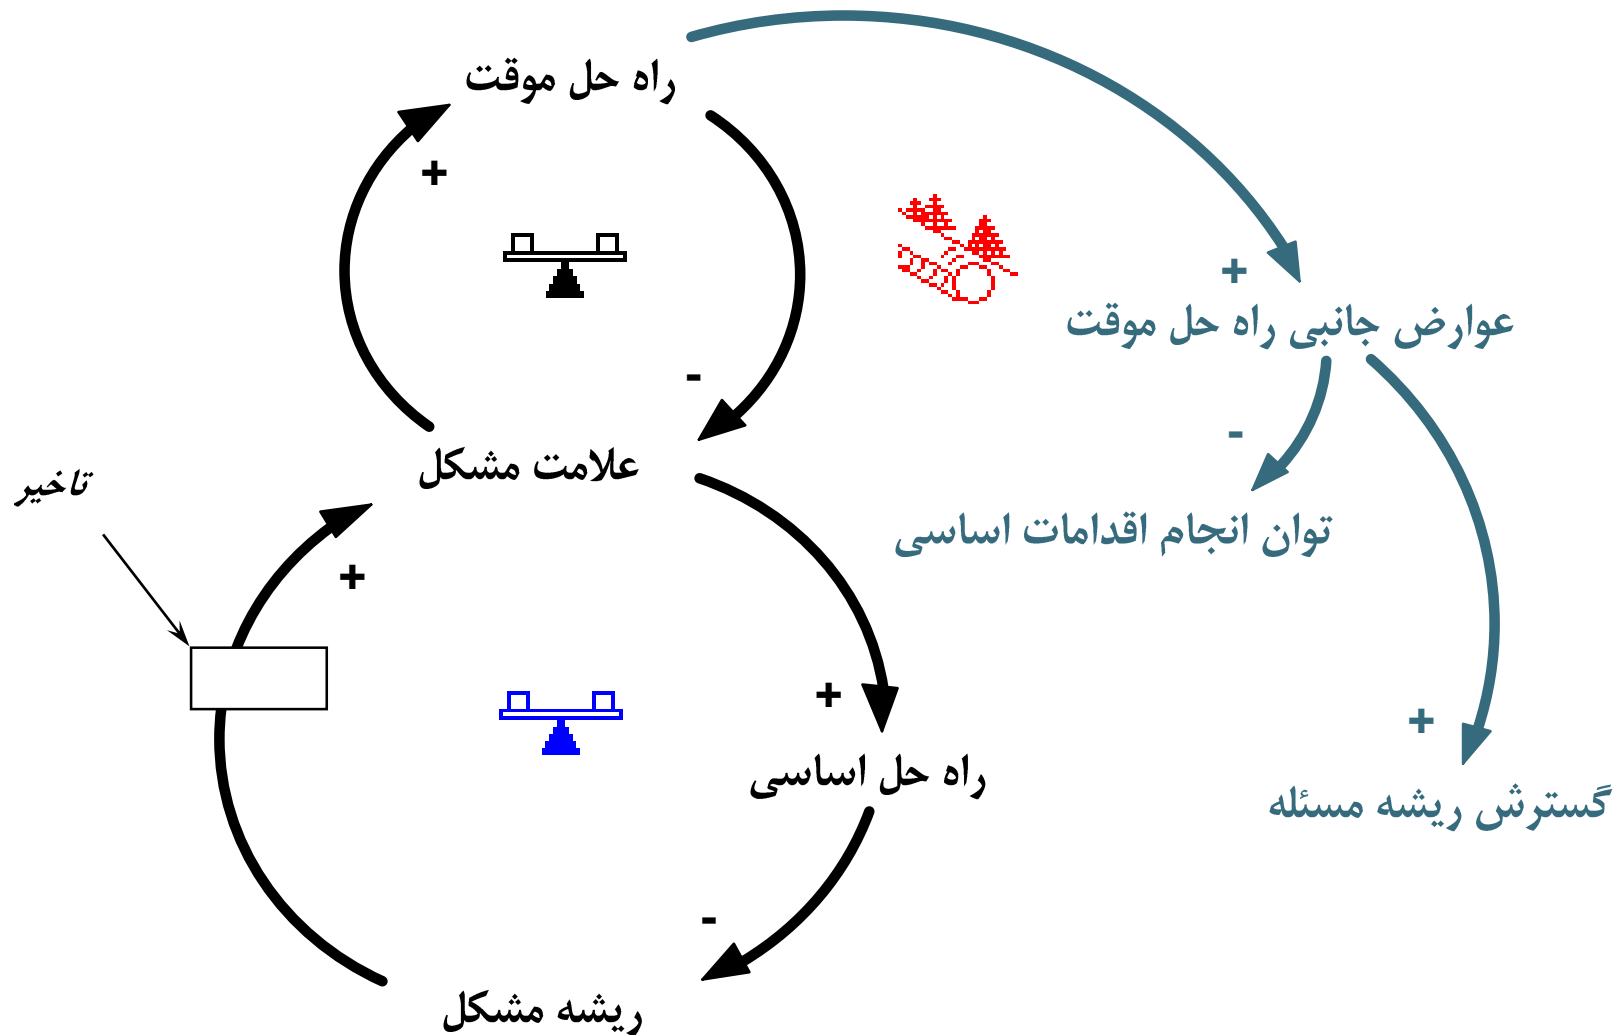 راه حل موقت
+
+
عوارض جانبی راه حل موقت
-
-
علامت مشکل
تاخیر
توان انجام اقدامات اساسی
+
+
+
راه حل اساسی
گسترش ریشه مسئله
-
ریشه مشکل